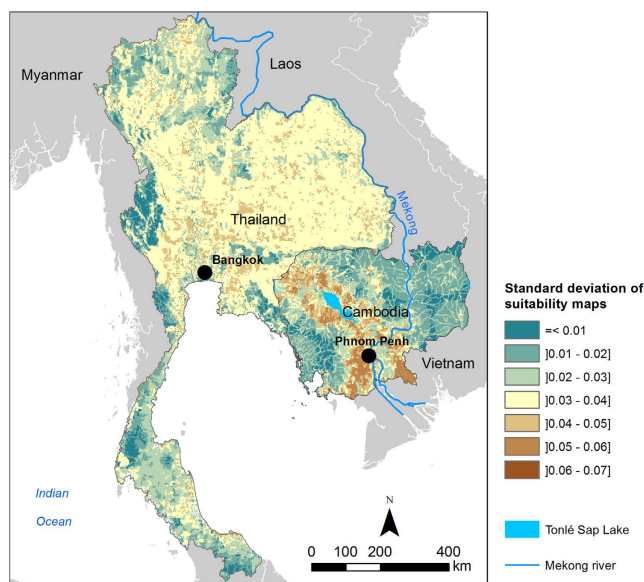 Myanmar
Laos
Mekong
Thailand
Bangkok
Cambodia
Phnom Penh
Vietnam
Indian
Ocean
N
0 100 200 400
km
Standard deviation of
suitability maps
=< 0.01
]0.01 - 0.02]
]0.02 - 0.03]
]0.03 - 0.04]
]0.04 - 0.05]
]0.05 - 0.06]
]0.06 - 0.07]
Tonlé Sap Lake
Mekong river